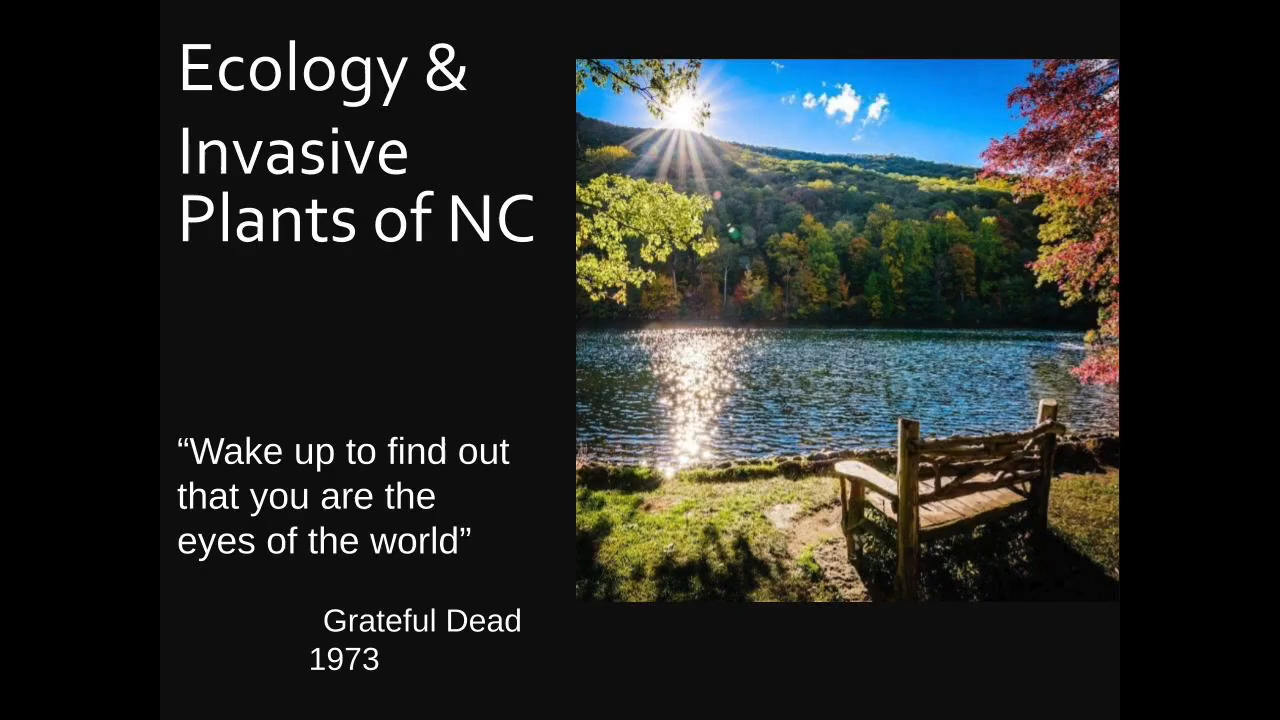 Ecology &
Invasive
Plants of NC
“Wake up to find out
that you are the
eyes of the world”
Grateful Dead
1973